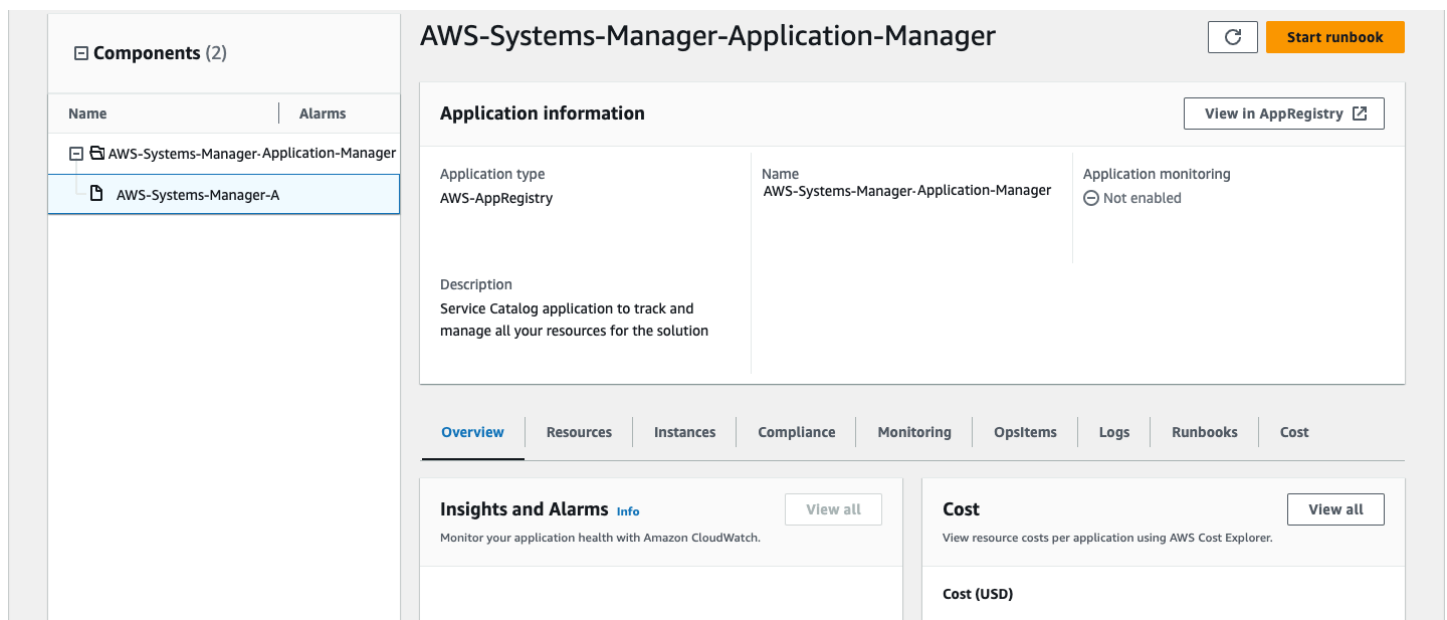 Components (2)
Name
Alarms
AWS-Systems-Manager-Application-Manager
AWS-Systems-Manager-A
AWS-Systems-Manager-Application-Manager
Start runbook
Application information
View in AppRegistry
Application type
AWS-AppRegistry
Name
AWS-Systems-Manager-Application-Manager
Application monitoring
Not enabled
Description
Service Catalog application to track and
manage all your resources for the solution
Overview
Resources
Instances
Compliance
Monitoring
OpsItems
Logs
Runbooks
Cost
Insights and Alarms Info
View all
Monitor your application health with Amazon CloudWatch.
Cost
View all
View resource costs per application using AWS Cost Explorer.
Cost (USD)